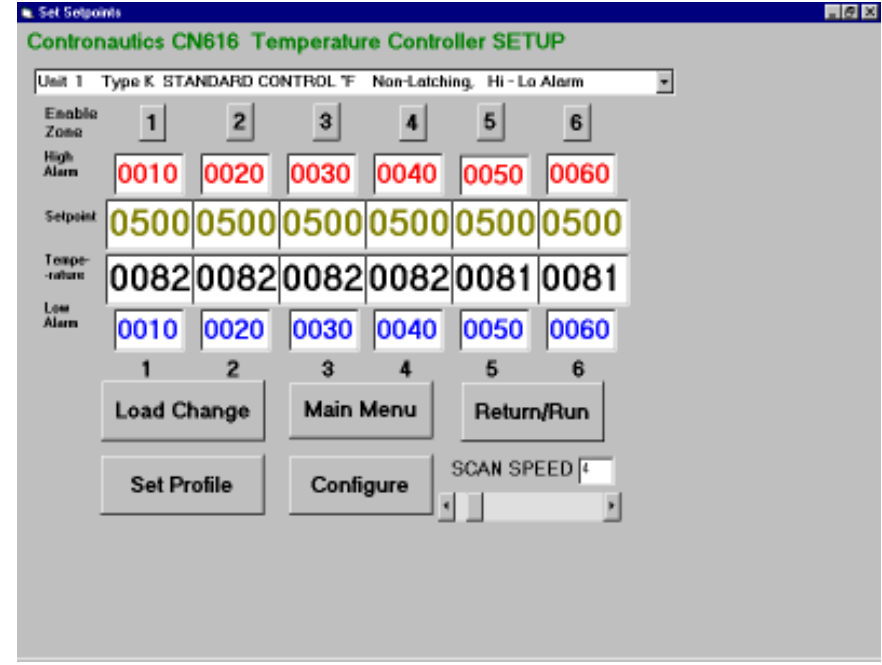 Set Setpoints
Contronautics CN616 Temperature Controller SETUP
Unit 1 Type K STANDARD CONTROL °F Non-Latching, Hi - Lo Alarm
Enable
Zone
1 2 3 4 5 6
High
Alarm
0010 0020 0030 0040 0050 0060
Setpoint
0500 0500 0500 0500 0500 0500
Tempe-
-rature
0082 0082 0082 0082 0081 0081
Low
Alarm
0010 0020 0030 0040 0050 0060
1 2 3 4 5 6
Load Change Main Menu Return/Run
Set Profile Configure SCAN SPEED 4